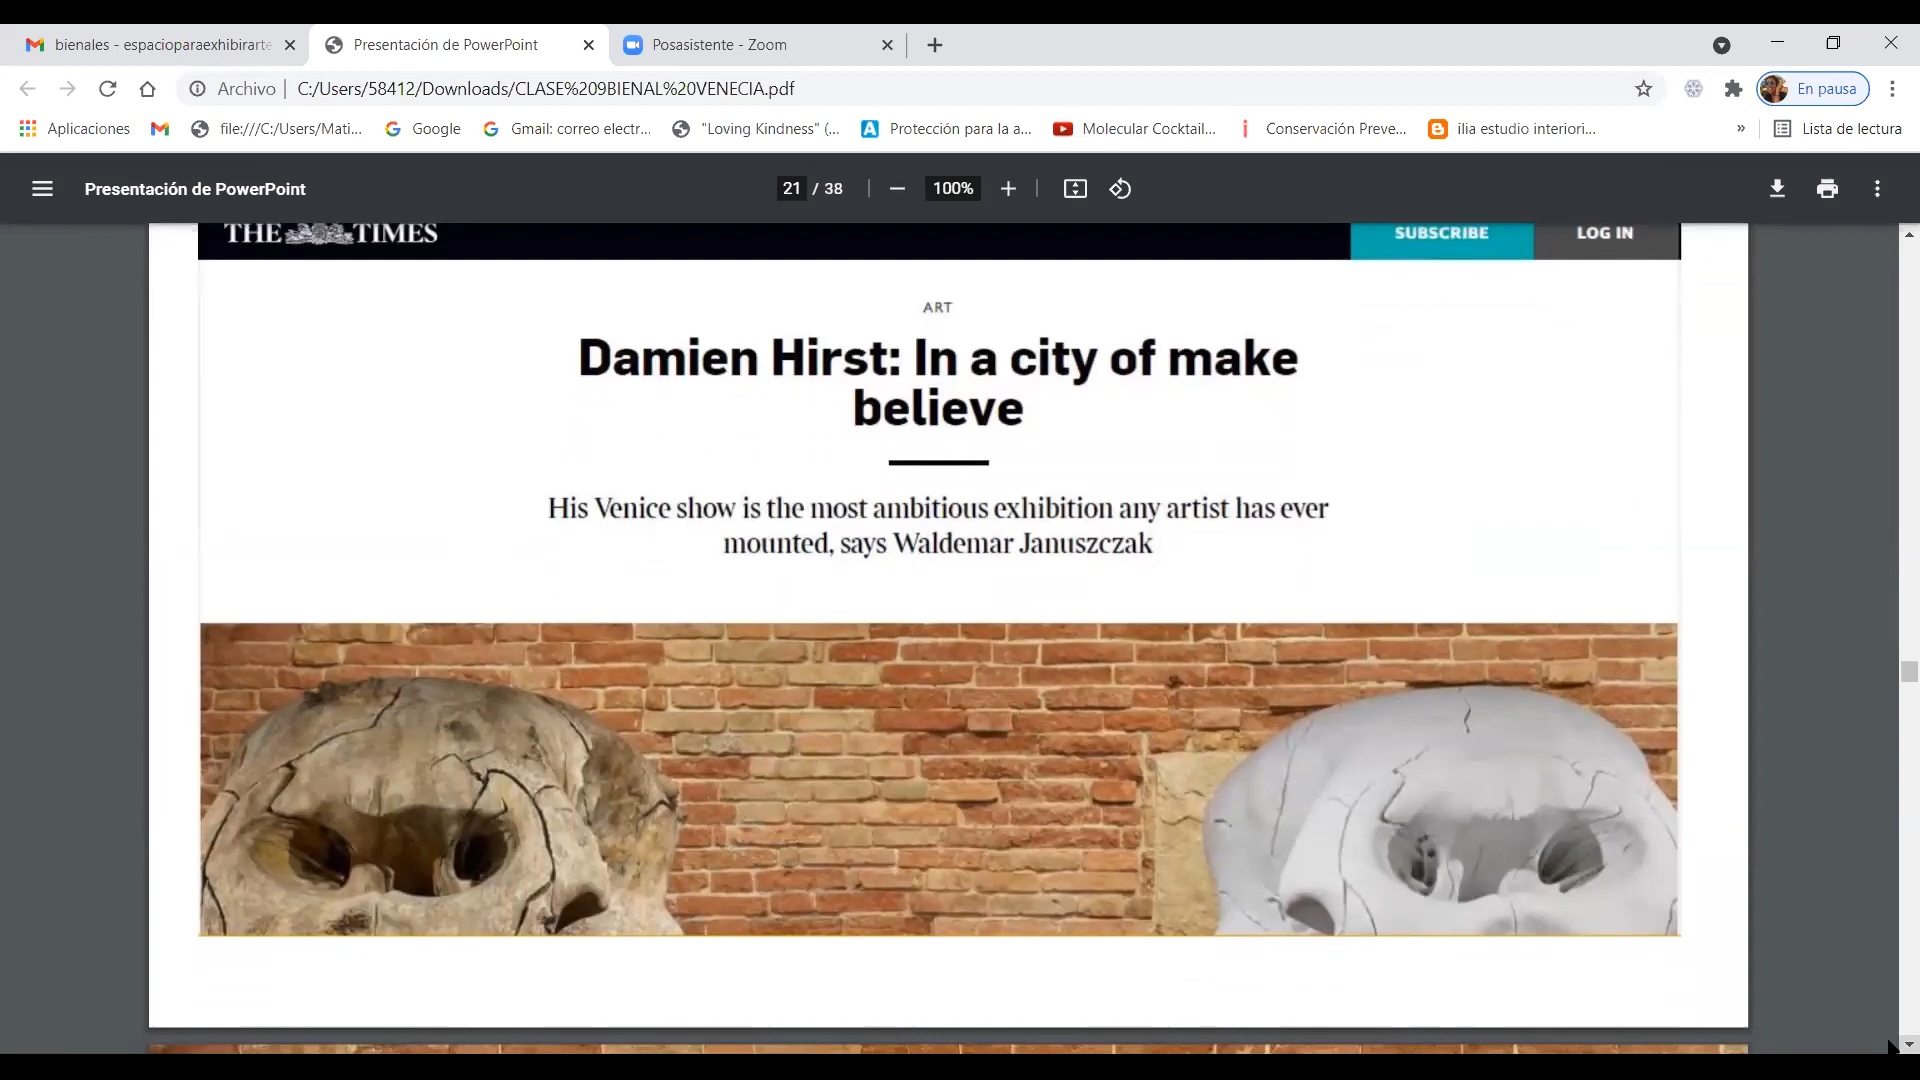 bienales - espacioparaexhibirarte
Presentación de PowerPoint
Posasistente - Zoom
Archivo
C:/Users/58412/Downloads/CLASE%209BIENAL%20VENECIA.pdf
En pausa
Aplicaciones
file:///C:/Users/Mati...
Google
Gmail: correo electr...
"Loving Kindness" (...
Protección para la a...
Molecular Cocktail...
Conservación Preve...
ilia estudio interiori...
»
Lista de lectura
Presentación de PowerPoint
21 / 38
100%
THE TIMES
SUBSCRIBE
LOG IN
ART
Damien Hirst: In a city of make
believe
His Venice show is the most ambitious exhibition any artist has ever
mounted, says Waldemar Januszczak